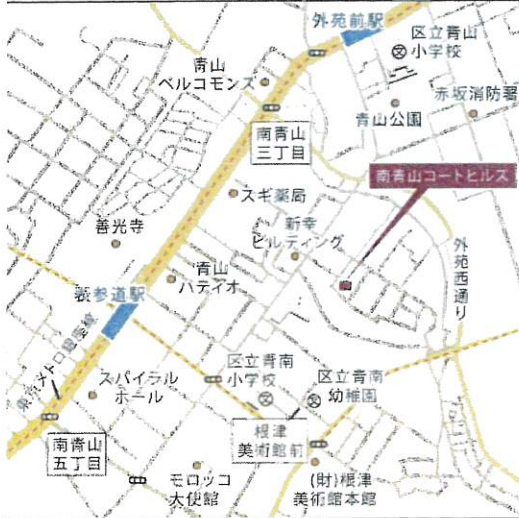 外苑前駅
区立青山
小学校
青山
ベルコモンズ
赤坂消防署
青山公園
南青山
三丁目
南青山コートヒルズ
スギ薬局
新幸
ビルディング
善光寺
外苑西通り
青山
パティオ
表参道駅
区立青南
小学校
区立青南
幼稚園
スパイラル
ホール
根津
美術館前
南青山
五丁目
モロッコ
大使館
(財)根津
美術館本館